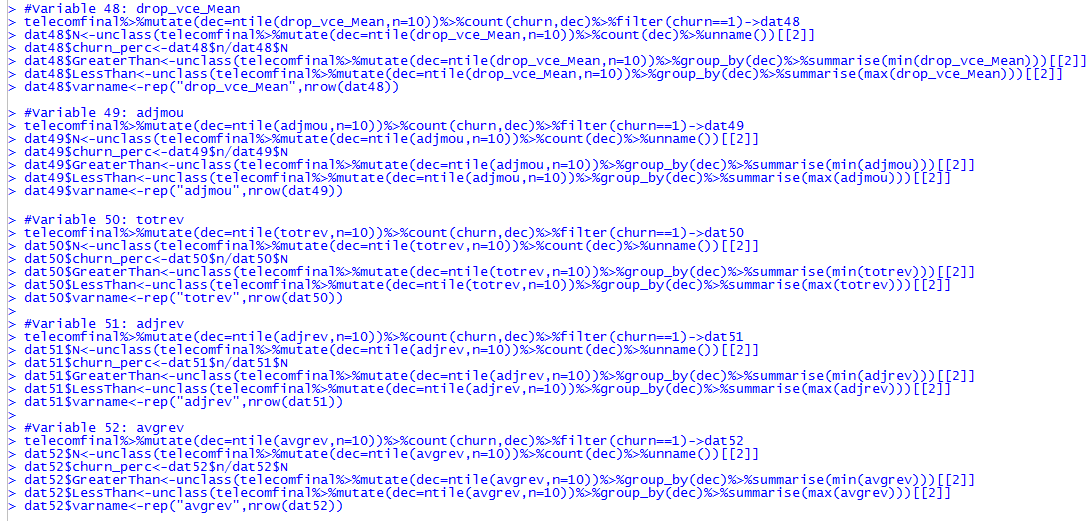 > #Variable 48: drop_vce_Mean
> telecomfinal%>%mutate(dec=ntile(drop_vce_Mean,n=10))%>%count(churn,dec)%>%filter(churn==1)->dat48
> dat48$N<-unclass(telecomfinal%>%mutate(dec=ntile(drop_vce_Mean,n=10))%>%count(dec)%>%unname())[[2]]
> dat48$churn_perc<-dat48$n/dat48$N
> dat48$GreaterThan<-unclass(telecomfinal%>%mutate(dec=ntile(drop_vce_Mean,n=10))%>%group_by(dec)%>%summarise(min(drop_vce_Mean)))[[2]]
> dat48$LessThan<-unclass(telecomfinal%>%mutate(dec=ntile(drop_vce_Mean,n=10))%>%group_by(dec)%>%summarise(max(drop_vce_Mean)))[[2]]
> dat48$varname<-rep("drop_vce_Mean",nrow(dat48))
> #Variable 49: adjmou
> telecomfinal%>%mutate(dec=ntile(adjmou,n=10))%>%count(churn,dec)%>%filter(churn==1)->dat49
> dat49$N<-unclass(telecomfinal%>%mutate(dec=ntile(adjmou,n=10))%>%count(dec)%>%unname())[[2]]
> dat49$churn_perc<-dat49$n/dat49$N
> dat49$GreaterThan<-unclass(telecomfinal%>%mutate(dec=ntile(adjmou,n=10))%>%group_by(dec)%>%summarise(min(adjmou)))[[2]]
> dat49$LessThan<-unclass(telecomfinal%>%mutate(dec=ntile(adjmou,n=10))%>%group_by(dec)%>%summarise(max(adjmou)))[[2]]
> dat49$varname<-rep("adjmou",nrow(dat49))
> #Variable 50: totrev
> telecomfinal%>%mutate(dec=ntile(totrev,n=10))%>%count(churn,dec)%>%filter(churn==1)->dat50
> dat50$N<-unclass(telecomfinal%>%mutate(dec=ntile(totrev,n=10))%>%count(dec)%>%unname())[[2]]
> dat50$churn_perc<-dat50$n/dat50$N
> dat50$GreaterThan<-unclass(telecomfinal%>%mutate(dec=ntile(totrev,n=10))%>%group_by(dec)%>%summarise(min(totrev)))[[2]]
> dat50$LessThan<-unclass(telecomfinal%>%mutate(dec=ntile(totrev,n=10))%>%group_by(dec)%>%summarise(max(totrev)))[[2]]
> dat50$varname<-rep("totrev",nrow(dat50))
>
> #Variable 51: adjrev
> telecomfinal%>%mutate(dec=ntile(adjrev,n=10))%>%count(churn,dec)%>%filter(churn==1)->dat51
> dat51$N<-unclass(telecomfinal%>%mutate(dec=ntile(adjrev,n=10))%>%count(dec)%>%unname())[[2]]
> dat51$churn_perc<-dat51$n/dat51$N
> dat51$GreaterThan<-unclass(telecomfinal%>%mutate(dec=ntile(adjrev,n=10))%>%group_by(dec)%>%summarise(min(adjrev)))[[2]]
> dat51$LessThan<-unclass(telecomfinal%>%mutate(dec=ntile(adjrev,n=10))%>%group_by(dec)%>%summarise(max(adjrev)))[[2]]
> dat51$varname<-rep("adjrev",nrow(dat51))
>
> #Variable 52: avgrev
> telecomfinal%>%mutate(dec=ntile(avgrev,n=10))%>%count(churn,dec)%>%filter(churn==1)->dat52
> dat52$N<-unclass(telecomfinal%>%mutate(dec=ntile(avgrev,n=10))%>%count(dec)%>%unname())[[2]]
> dat52$churn_perc<-dat52$n/dat52$N
> dat52$GreaterThan<-unclass(telecomfinal%>%mutate(dec=ntile(avgrev,n=10))%>%group_by(dec)%>%summarise(min(avgrev)))[[2]]
> dat52$LessThan<-unclass(telecomfinal%>%mutate(dec=ntile(avgrev,n=10))%>%group_by(dec)%>%summarise(max(avgrev)))[[2]]
> dat52$varname<-rep("avgrev",nrow(dat52))